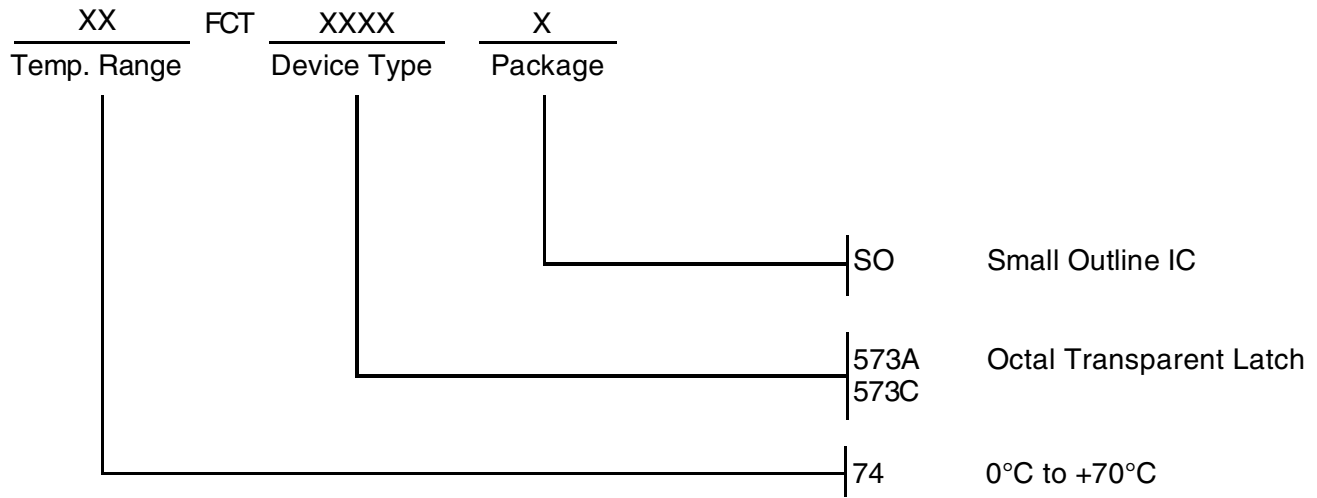 XX FCT XXXX X
Temp. Range Device Type Package
SO Small Outline IC
573A Octal Transparent Latch
573C
74 0°C to +70°C